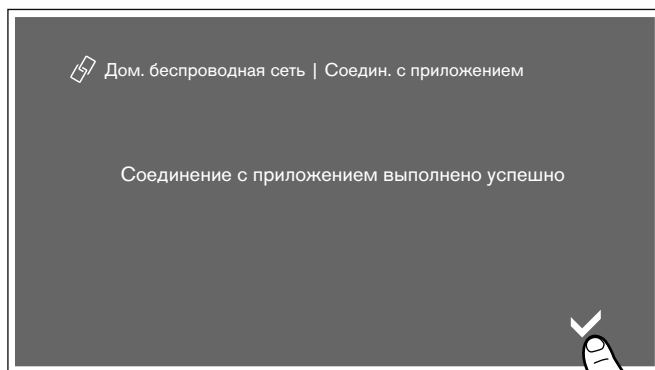 Дом. беспроводная сеть | Соедин. с приложением
Соединение с приложением выполнено успешно